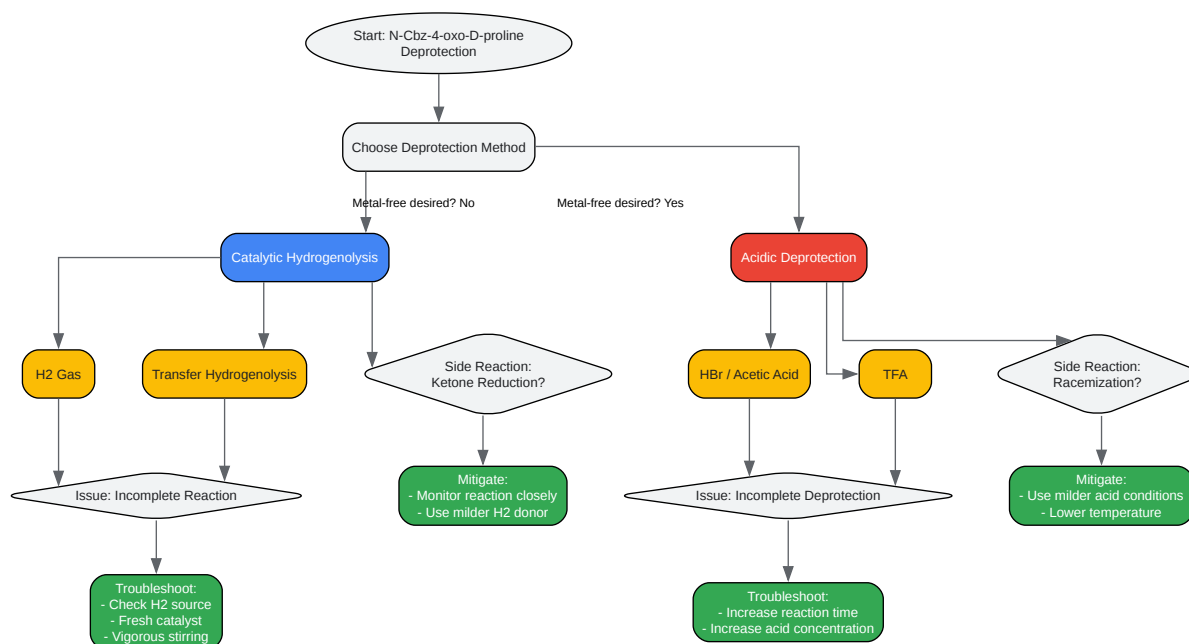 Start: N-Cbz-4-oxo-D-proline
Deprotection
Choose Deprotection Method
Metal-free desired? No
Metal-free desired? Yes
Catalytic Hydrogenolysis
Acidic Deprotection
H2 Gas
Transfer Hydrogenolysis
Side Reaction:
Ketone Reduction?
HBr / Acetic Acid
TFA
Side Reaction:
Racemization?
Issue: Incomplete Reaction
Mitigate:
- Monitor reaction closely
- Use milder H2 donor
Issue: Incomplete Deprotection
Mitigate:
- Use milder acid conditions
- Lower temperature
Troubleshoot:
- Check H2 source
- Fresh catalyst
- Vigorous stirring
Troubleshoot:
- Increase reaction time
- Increase acid concentration